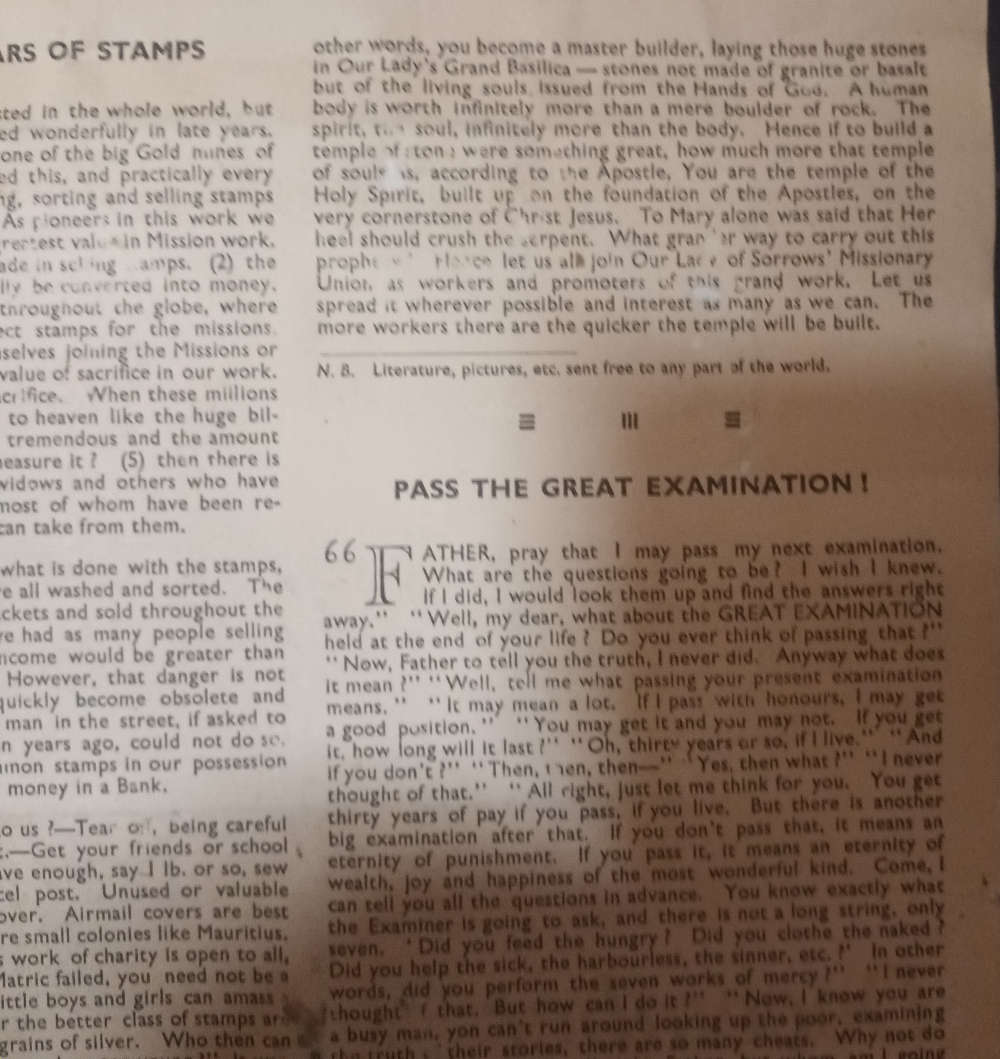 ARS OF STAMPS
in the whole world, but
wonderfully in late years.
one of the big Gold mines of
this, and practically every
sorting and selling stamps
As pioneers in this work we
value in Mission work.
in selling stamps. (2) the
be converted into money.
throughout the globe, where
stamps for the missions.
joining the Missions or
value of sacrifice in our work.
When these millions
to heaven like the huge bil-
tremendous and the amount
it ? (5) then there is
widows and others who have
most of whom have been re-
can take from them.
what is done with the stamps,
all washed and sorted. The
and sold throughout the
had as many people selling
income would be greater than
However, that danger is not
quickly become obsolete and
man in the street, if asked to
years ago, could not do so.
stamps in our possession
money in a Bank.
to us ?—Tear off, being careful
Get your friends or school
have enough, say 1 lb. or so, sew
post. Unused or valuable
over. Airmail covers are best
small colonies like Mauritius.
work of charity is open to all,
Matric failed, you need not be a
little boys and girls can amass
the better class of stamps are
grains of silver. Who then can
other words, you become a master builder, laying those huge stones
in Our Lady's Grand Basilica — stones not made of granite or basalt
but of the living souls issued from the Hands of God. A human
body is worth infinitely more than a mere boulder of rock. The
spirit, the soul, infinitely more than the body. Hence if to build a
temple of stone were something great, how much more that temple
of souls as, according to the Apostle, You are the temple of the
Holy Spirit, built up on the foundation of the Apostles, on the
very cornerstone of Christ Jesus. To Mary alone was said that Her
heel should crush the serpent. What grander way to carry out this
let us all join Our Lady of Sorrows' Missionary
Union, as workers and promoters of this grand work. Let us
spread it wherever possible and interest as many as we can. The
more workers there are the quicker the temple will be built.
N. B. Literature, pictures, etc. sent free to any part of the world.
PASS THE GREAT EXAMINATION !
66 FATHER, pray that I may pass my next examination.
What are the questions going to be ? I wish I knew.
If I did, I would look them up and find the answers right
away." "Well, my dear, what about the GREAT EXAMINATION
held at the end of your life ? Do you ever think of passing that ?"
"Now, Father to tell you the truth, I never did. Anyway what does
it mean ?" "Well, tell me what passing your present examination
means." "It may mean a lot. If I pass with honours, I may get
a good position." "You may get it and you may not. If you get
it, how long will it last ?" "Oh, thirty years or so, if I live." "And
if you don't ?" "Then, then, then—" "Yes, then what ?" "I never
thought of that." "All right, just let me think for you. You get
thirty years of pay if you pass, if you live. But there is another
big examination after that. If you don't pass that, it means an
eternity of punishment. If you pass it, it means an eternity of
wealth, joy and happiness of the most wonderful kind. Come, I
can tell you all the questions in advance. You know exactly what
the Examiner is going to ask, and there is not a long string, only
seven. 'Did you feed the hungry ? Did you clothe the naked ?
Did you help the sick, the harbourless, the sinner, etc. ?' In other
words, did you perform the seven works of mercy ?" "I never
thought of that. But how can I do it ?" "Now, I know you are
a busy man, yon can't run around looking up the poor, examining
the truth their stories, there are so many cheats. Why not do